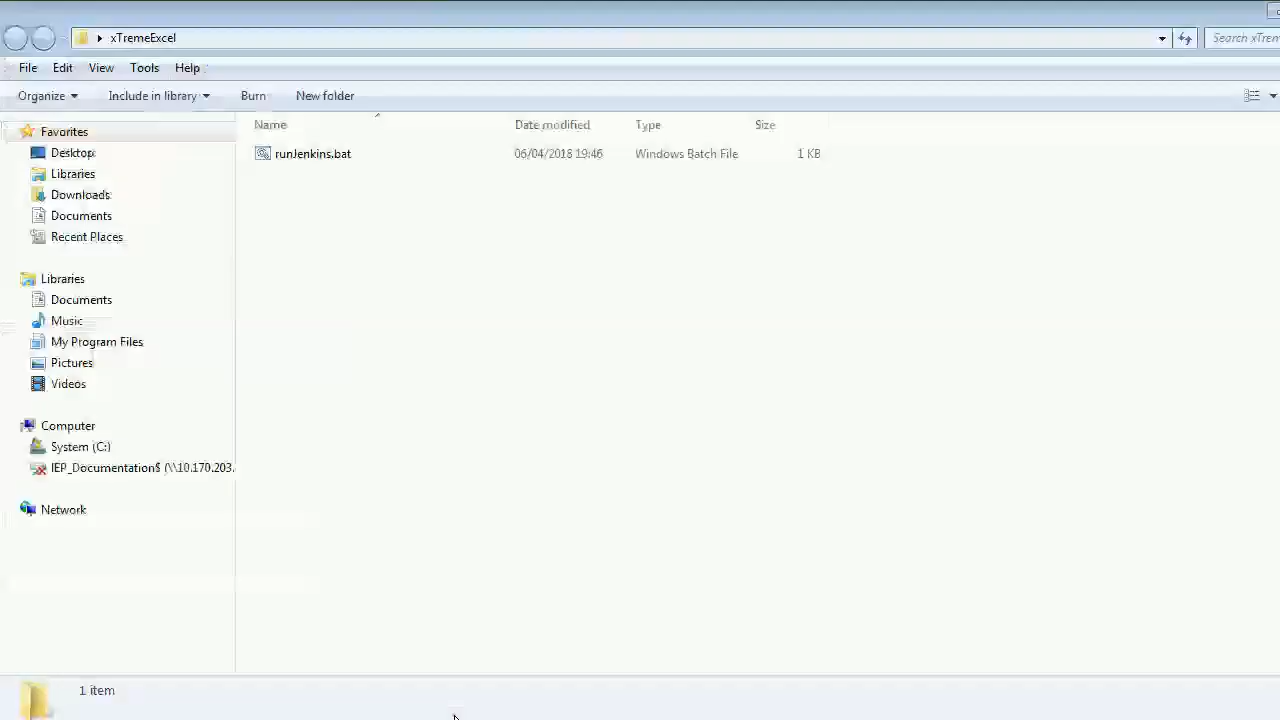 xTremeExcel
Search xTrem
File Edit View Tools Help
Organize Include in library Burn New folder
Name Date modified Type Size
runJenkins.bat 06/04/2018 19:46 Windows Batch File 1 KB
Favorites
Desktop
Libraries
Downloads
Documents
Recent Places
Libraries
Documents
Music
My Program Files
Pictures
Videos
Computer
System (C:)
IEP_Documentation$ (\\10.170.203.
Network
1 item